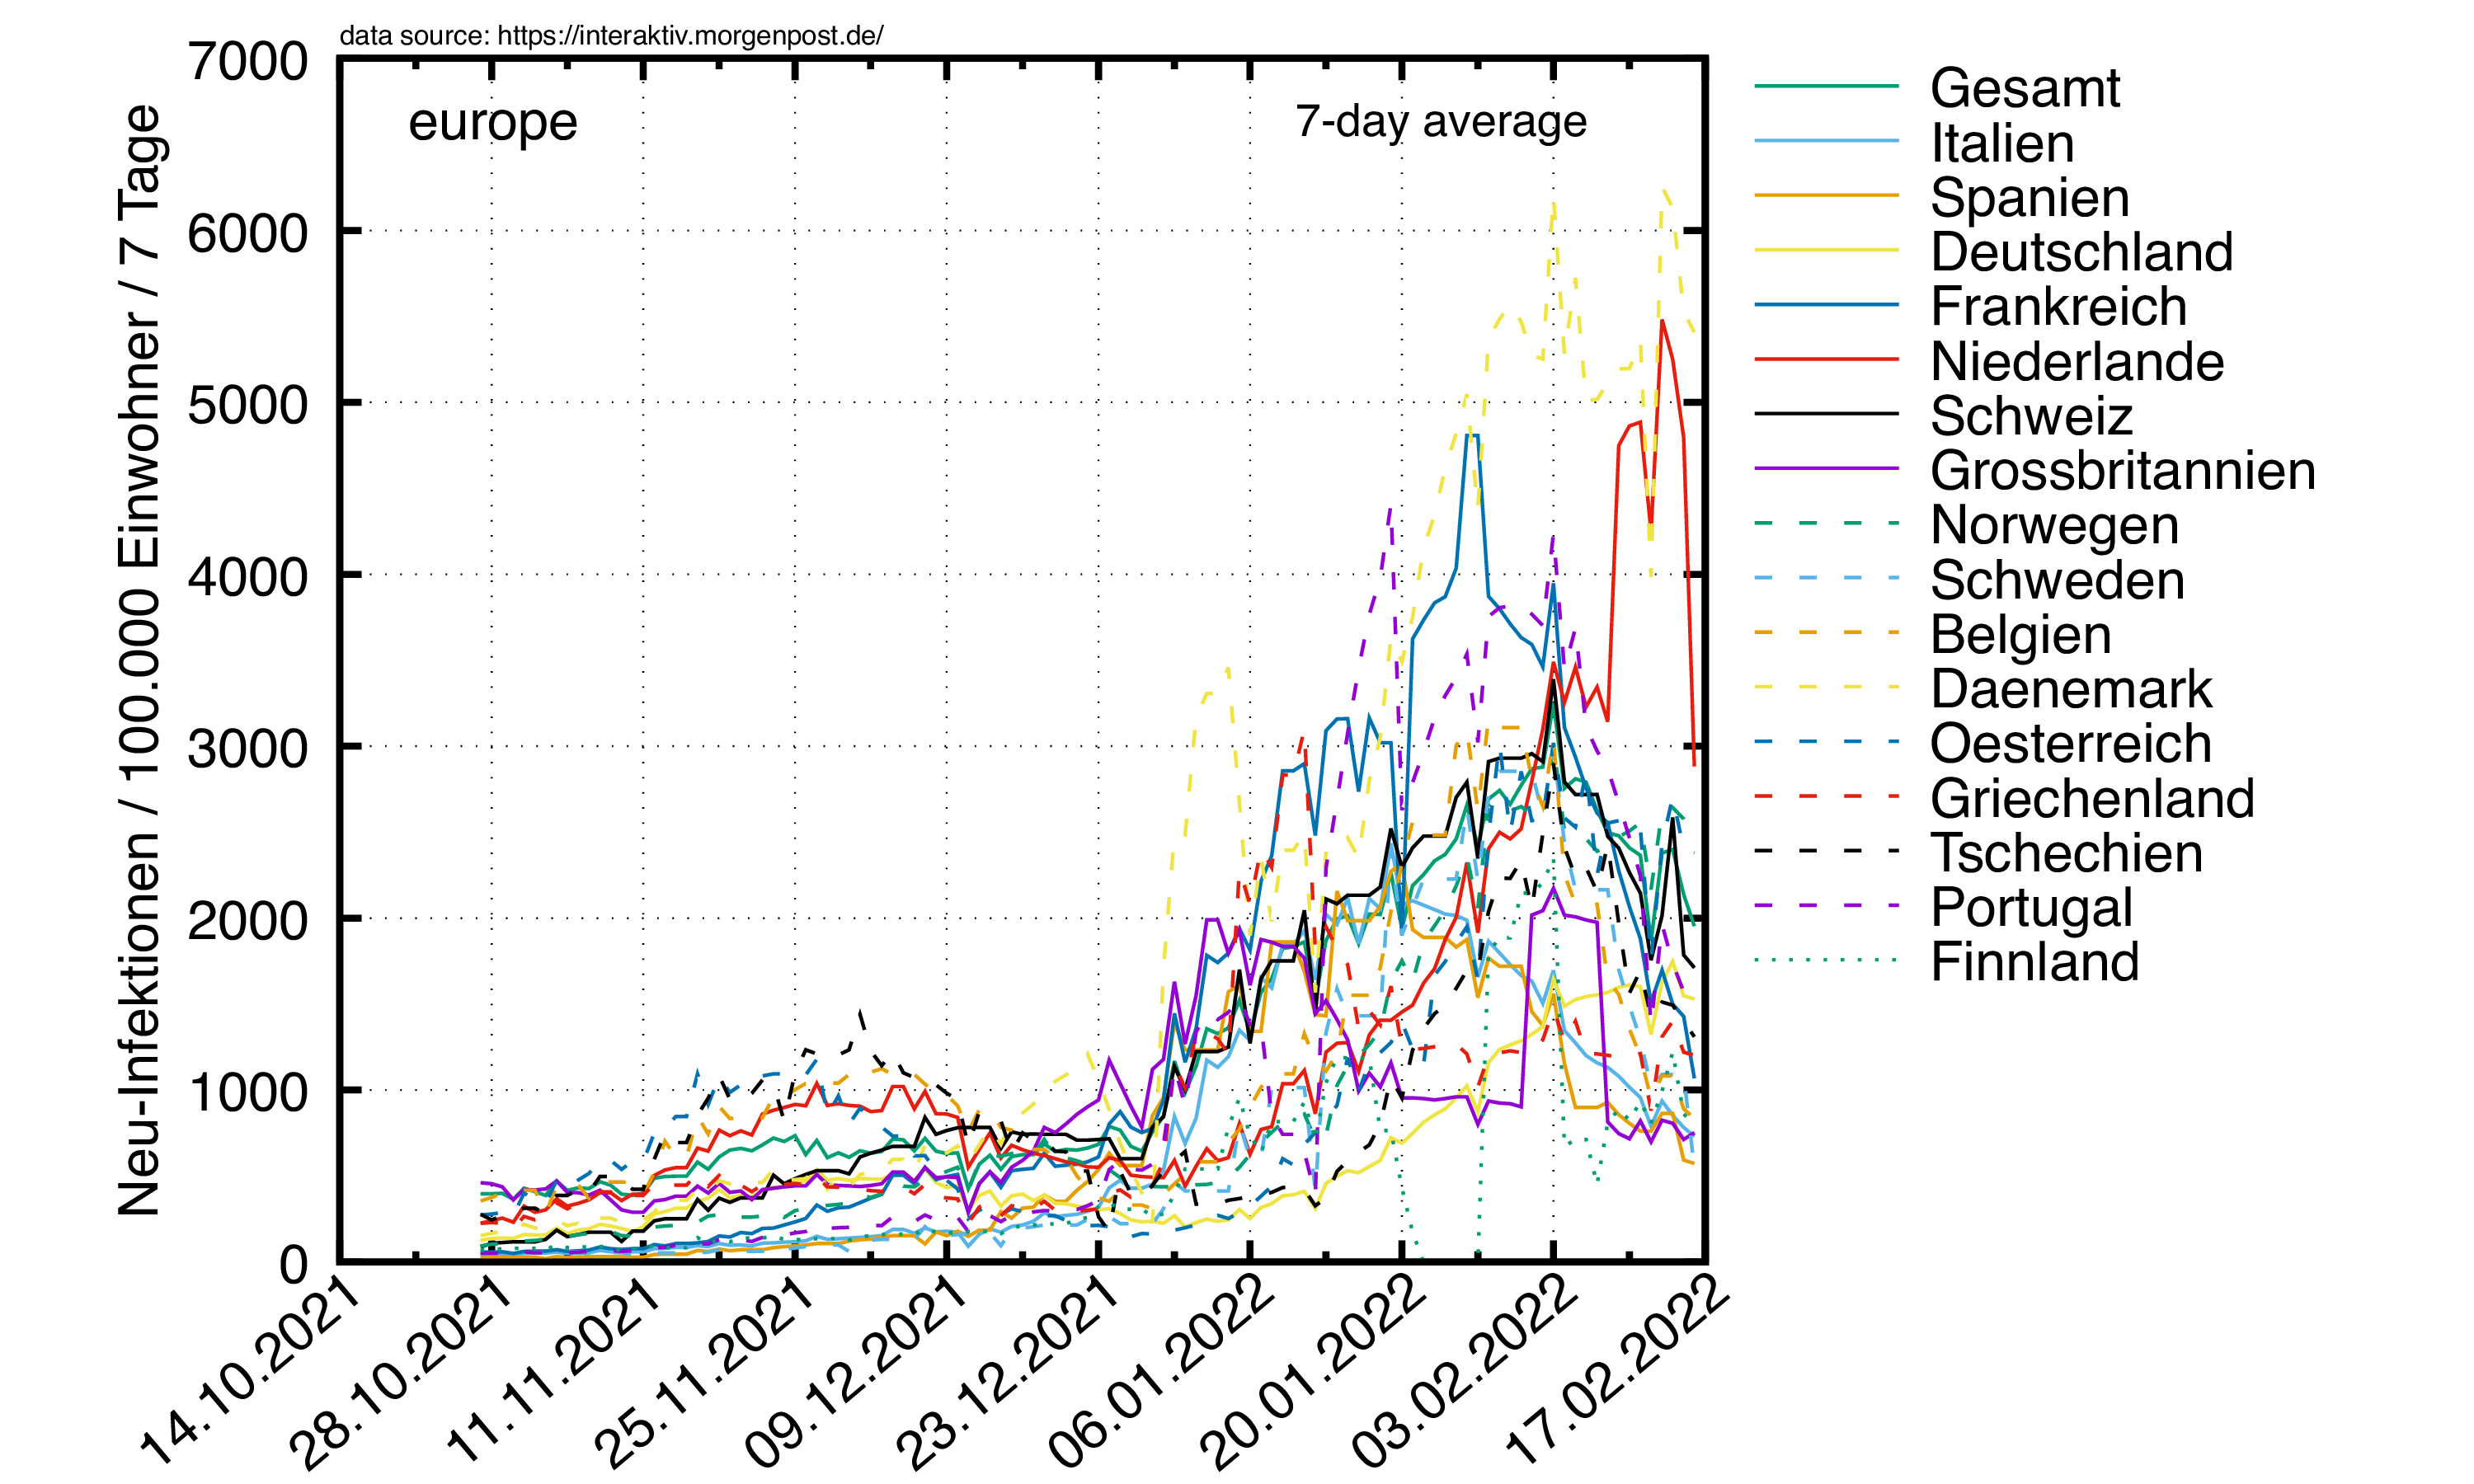 data source: https://interaktiv.morgenpost.de/
europe
7-day average
Neu-Infektionen / 100.000 Einwohner / 7 Tage
7000
6000
5000
4000
3000
2000
1000
0
14.10.2021
28.10.2021
11.11.2021
25.11.2021
09.12.2021
23.12.2021
06.01.2022
20.01.2022
03.02.2022
17.02.2022
Gesamt
Italien
Spanien
Deutschland
Frankreich
Niederlande
Schweiz
Grossbritannien
Norwegen
Schweden
Belgien
Daenemark
Oesterreich
Griechenland
Tschechien
Portugal
Finnland